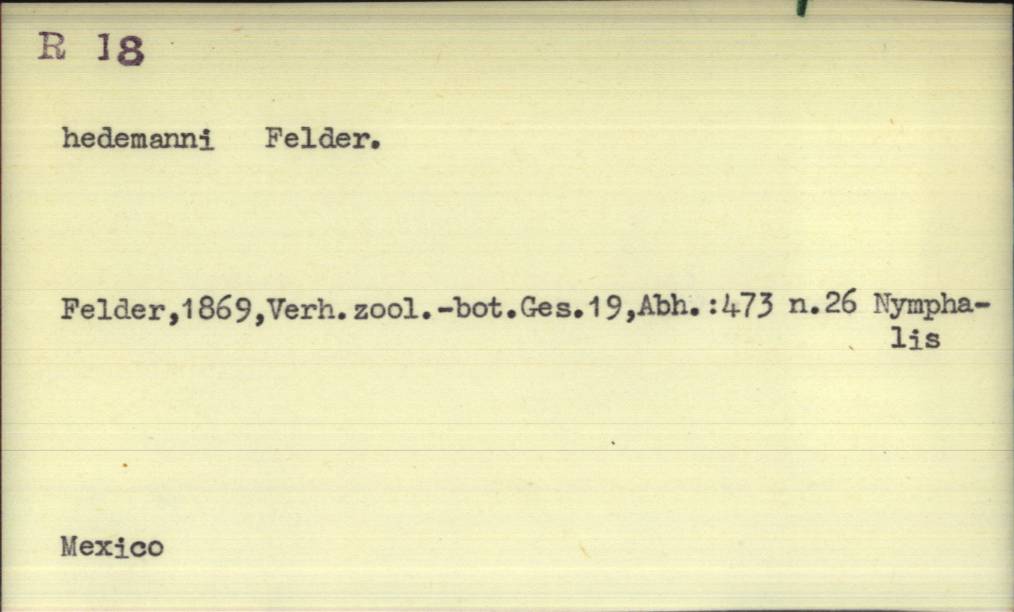 R 18
hedemanni Felder.
Felder,1869,Verh.zool.-bot.Ges.19,Abh.:473 n.26 Nympha-
lis
Mexico